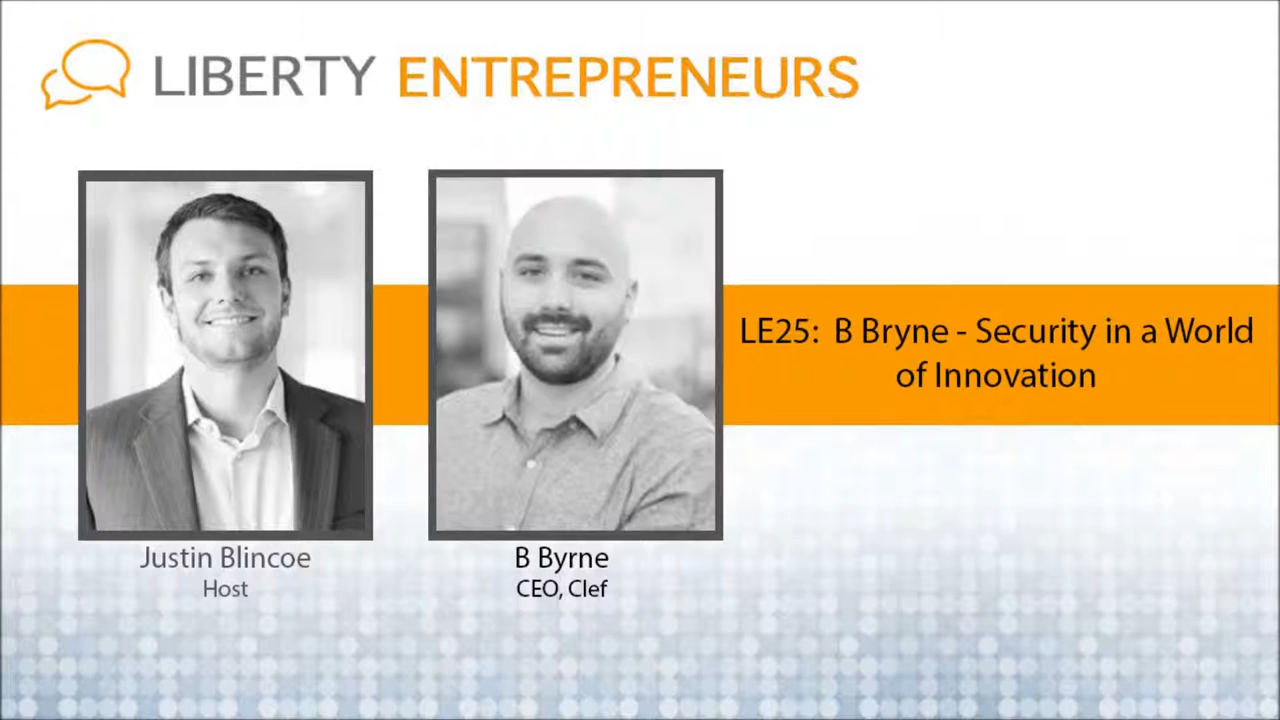 LIBERTY ENTREPRENEURS
LE25: B Bryne - Security in a World
of Innovation
Justin Blincoe
Host
B Byrne
CEO, Clef